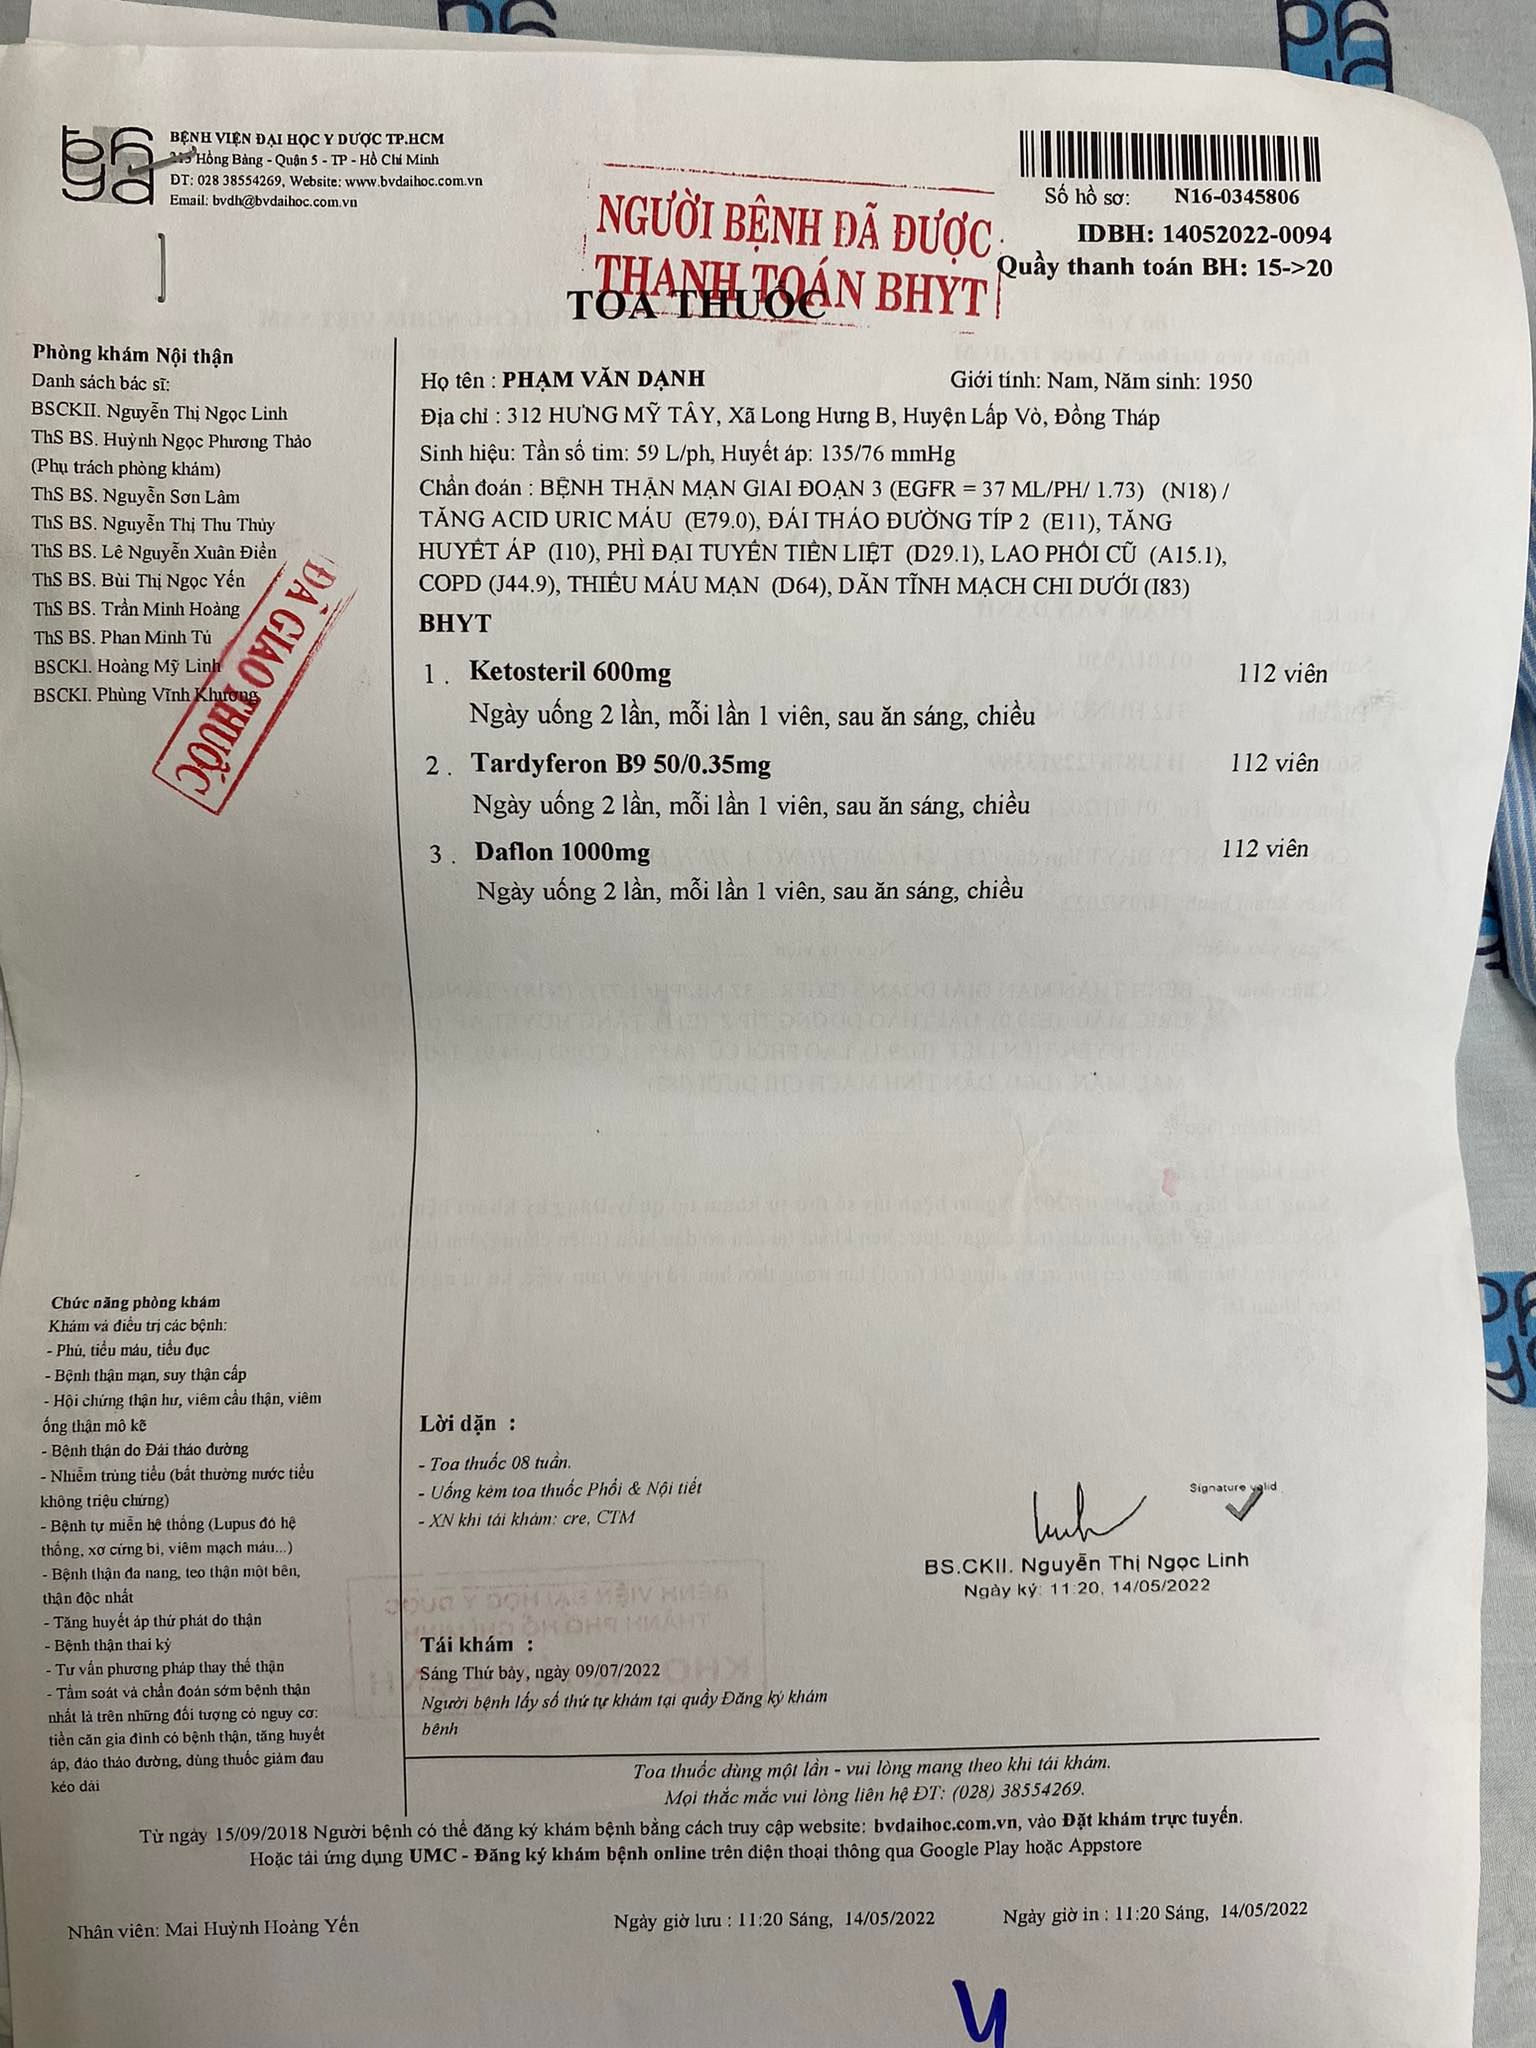 BỆNH VIỆN ĐẠI HỌC Y DƯỢC TP.HCM
215 Hồng Bàng - Quận 5 - TP - Hồ Chí Minh
ĐT: 028 38554269, Website: www.bvdaihoc.com.vn
Email: bvdh@bvdaihoc.com.vn
NGƯỜI BỆNH ĐÃ ĐƯỢC
THANH TOÁN BHYT
Số hồ sơ: N16-0345806
IDBH: 14052022-0094
Quầy thanh toán BH: 15->20
TOA THUỐC
Phòng khám Nội thận
Danh sách bác sĩ:
BSCKII. Nguyễn Thị Ngọc Linh
ThS BS. Huỳnh Ngọc Phương Thảo
(Phụ trách phòng khám)
ThS BS. Nguyễn Sơn Lâm
ThS BS. Nguyễn Thị Thu Thủy
ThS BS. Lê Nguyễn Xuân Điền
ThS BS. Bùi Thị Ngọc Yến
ThS BS. Trần Minh Hoàng
ThS BS. Phan Minh Tú
BSCKI. Hoàng Mỹ Linh
BSCKI. Phùng Vĩnh Khương
ĐÃ GIAO THUỐC
Họ tên : PHẠM VĂN DẠNH Giới tính: Nam, Năm sinh: 1950
Địa chỉ : 312 HƯNG MỸ TÂY, Xã Long Hưng B, Huyện Lấp Vò, Đồng Tháp
Sinh hiệu: Tần số tim: 59 L/ph, Huyết áp: 135/76 mmHg
Chẩn đoán : BỆNH THẬN MẠN GIAI ĐOẠN 3 (EGFR = 37 ML/PH/ 1.73) (N18) /
TĂNG ACID URIC MÁU (E79.0), ĐÁI THÁO ĐƯỜNG TÍP 2 (E11), TĂNG
HUYẾT ÁP (I10), PHÌ ĐẠI TUYẾN TIỀN LIỆT (D29.1), LAO PHỔI CŨ (A15.1),
COPD (J44.9), THIẾU MÁU MẠN (D64), DÃN TĨNH MẠCH CHI DƯỚI (I83)
BHYT
1 . Ketosteril 600mg 112 viên
Ngày uống 2 lần, mỗi lần 1 viên, sau ăn sáng, chiều
2 . Tardyferon B9 50/0.35mg 112 viên
Ngày uống 2 lần, mỗi lần 1 viên, sau ăn sáng, chiều
3 . Daflon 1000mg 112 viên
Ngày uống 2 lần, mỗi lần 1 viên, sau ăn sáng, chiều
Chức năng phòng khám
Khám và điều trị các bệnh:
- Phù, tiểu máu, tiểu đục
- Bệnh thận mạn, suy thận cấp
- Hội chứng thận hư, viêm cầu thận, viêm
ống thận mô kẽ
- Bệnh thận do Đái tháo đường
- Nhiễm trùng tiểu (bất thường nước tiểu
không triệu chứng)
- Bệnh tự miễn hệ thống (Lupus đỏ hệ
thống, xơ cứng bì, viêm mạch máu...)
- Bệnh thận đa nang, teo thận một bên,
thận độc nhất
- Tăng huyết áp thứ phát do thận
- Bệnh thận thai kỳ
- Tư vấn phương pháp thay thế thận
- Tầm soát và chẩn đoán sớm bệnh thận
nhất là trên những đối tượng có nguy cơ:
tiền căn gia đình có bệnh thận, tăng huyết
áp, đáo tháo đường, dùng thuốc giảm đau
kéo dài
Lời dặn :
- Toa thuốc 08 tuần.
- Uống kèm toa thuốc Phổi & Nội tiết
- XN khi tái khám: cre, CTM
Signature valid
BS.CKII. Nguyễn Thị Ngọc Linh
Ngày ký: 11:20, 14/05/2022
Tái khám :
Sáng Thứ bảy, ngày 09/07/2022
Người bệnh lấy số thứ tự khám tại quầy Đăng ký khám
bệnh
Toa thuốc dùng một lần - vui lòng mang theo khi tái khám.
Mọi thắc mắc vui lòng liên hệ ĐT: (028) 38554269.
Từ ngày 15/09/2018 Người bệnh có thể đăng ký khám bệnh bằng cách truy cập website: bvdaihoc.com.vn, vào Đặt khám trực tuyến.
Hoặc tải ứng dụng UMC - Đăng ký khám bệnh online trên điện thoại thông qua Google Play hoặc Appstore
Nhân viên: Mai Huỳnh Hoàng Yến Ngày giờ lưu : 11:20 Sáng, 14/05/2022 Ngày giờ in : 11:20 Sáng, 14/05/2022